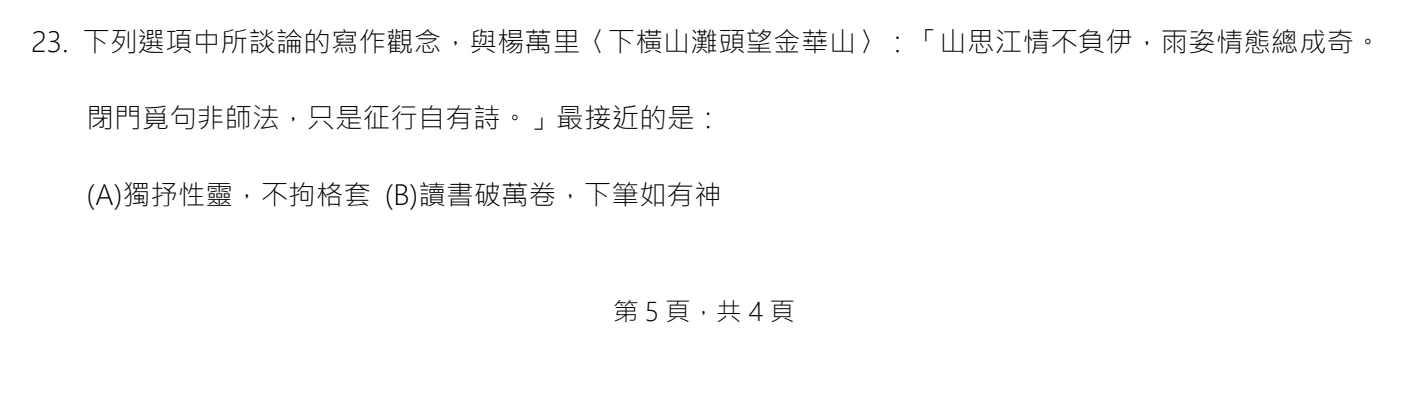 23. 下列選項中所談論的寫作觀念，與楊萬里〈下橫山灘頭望金華山〉：「山思江情不負伊，雨姿情態總成奇。
閉門覓句非師法，只是征行自有詩。」最接近的是：
(A)獨抒性靈，不拘格套 (B)讀書破萬卷，下筆如有神
第 5 頁，共 4 頁